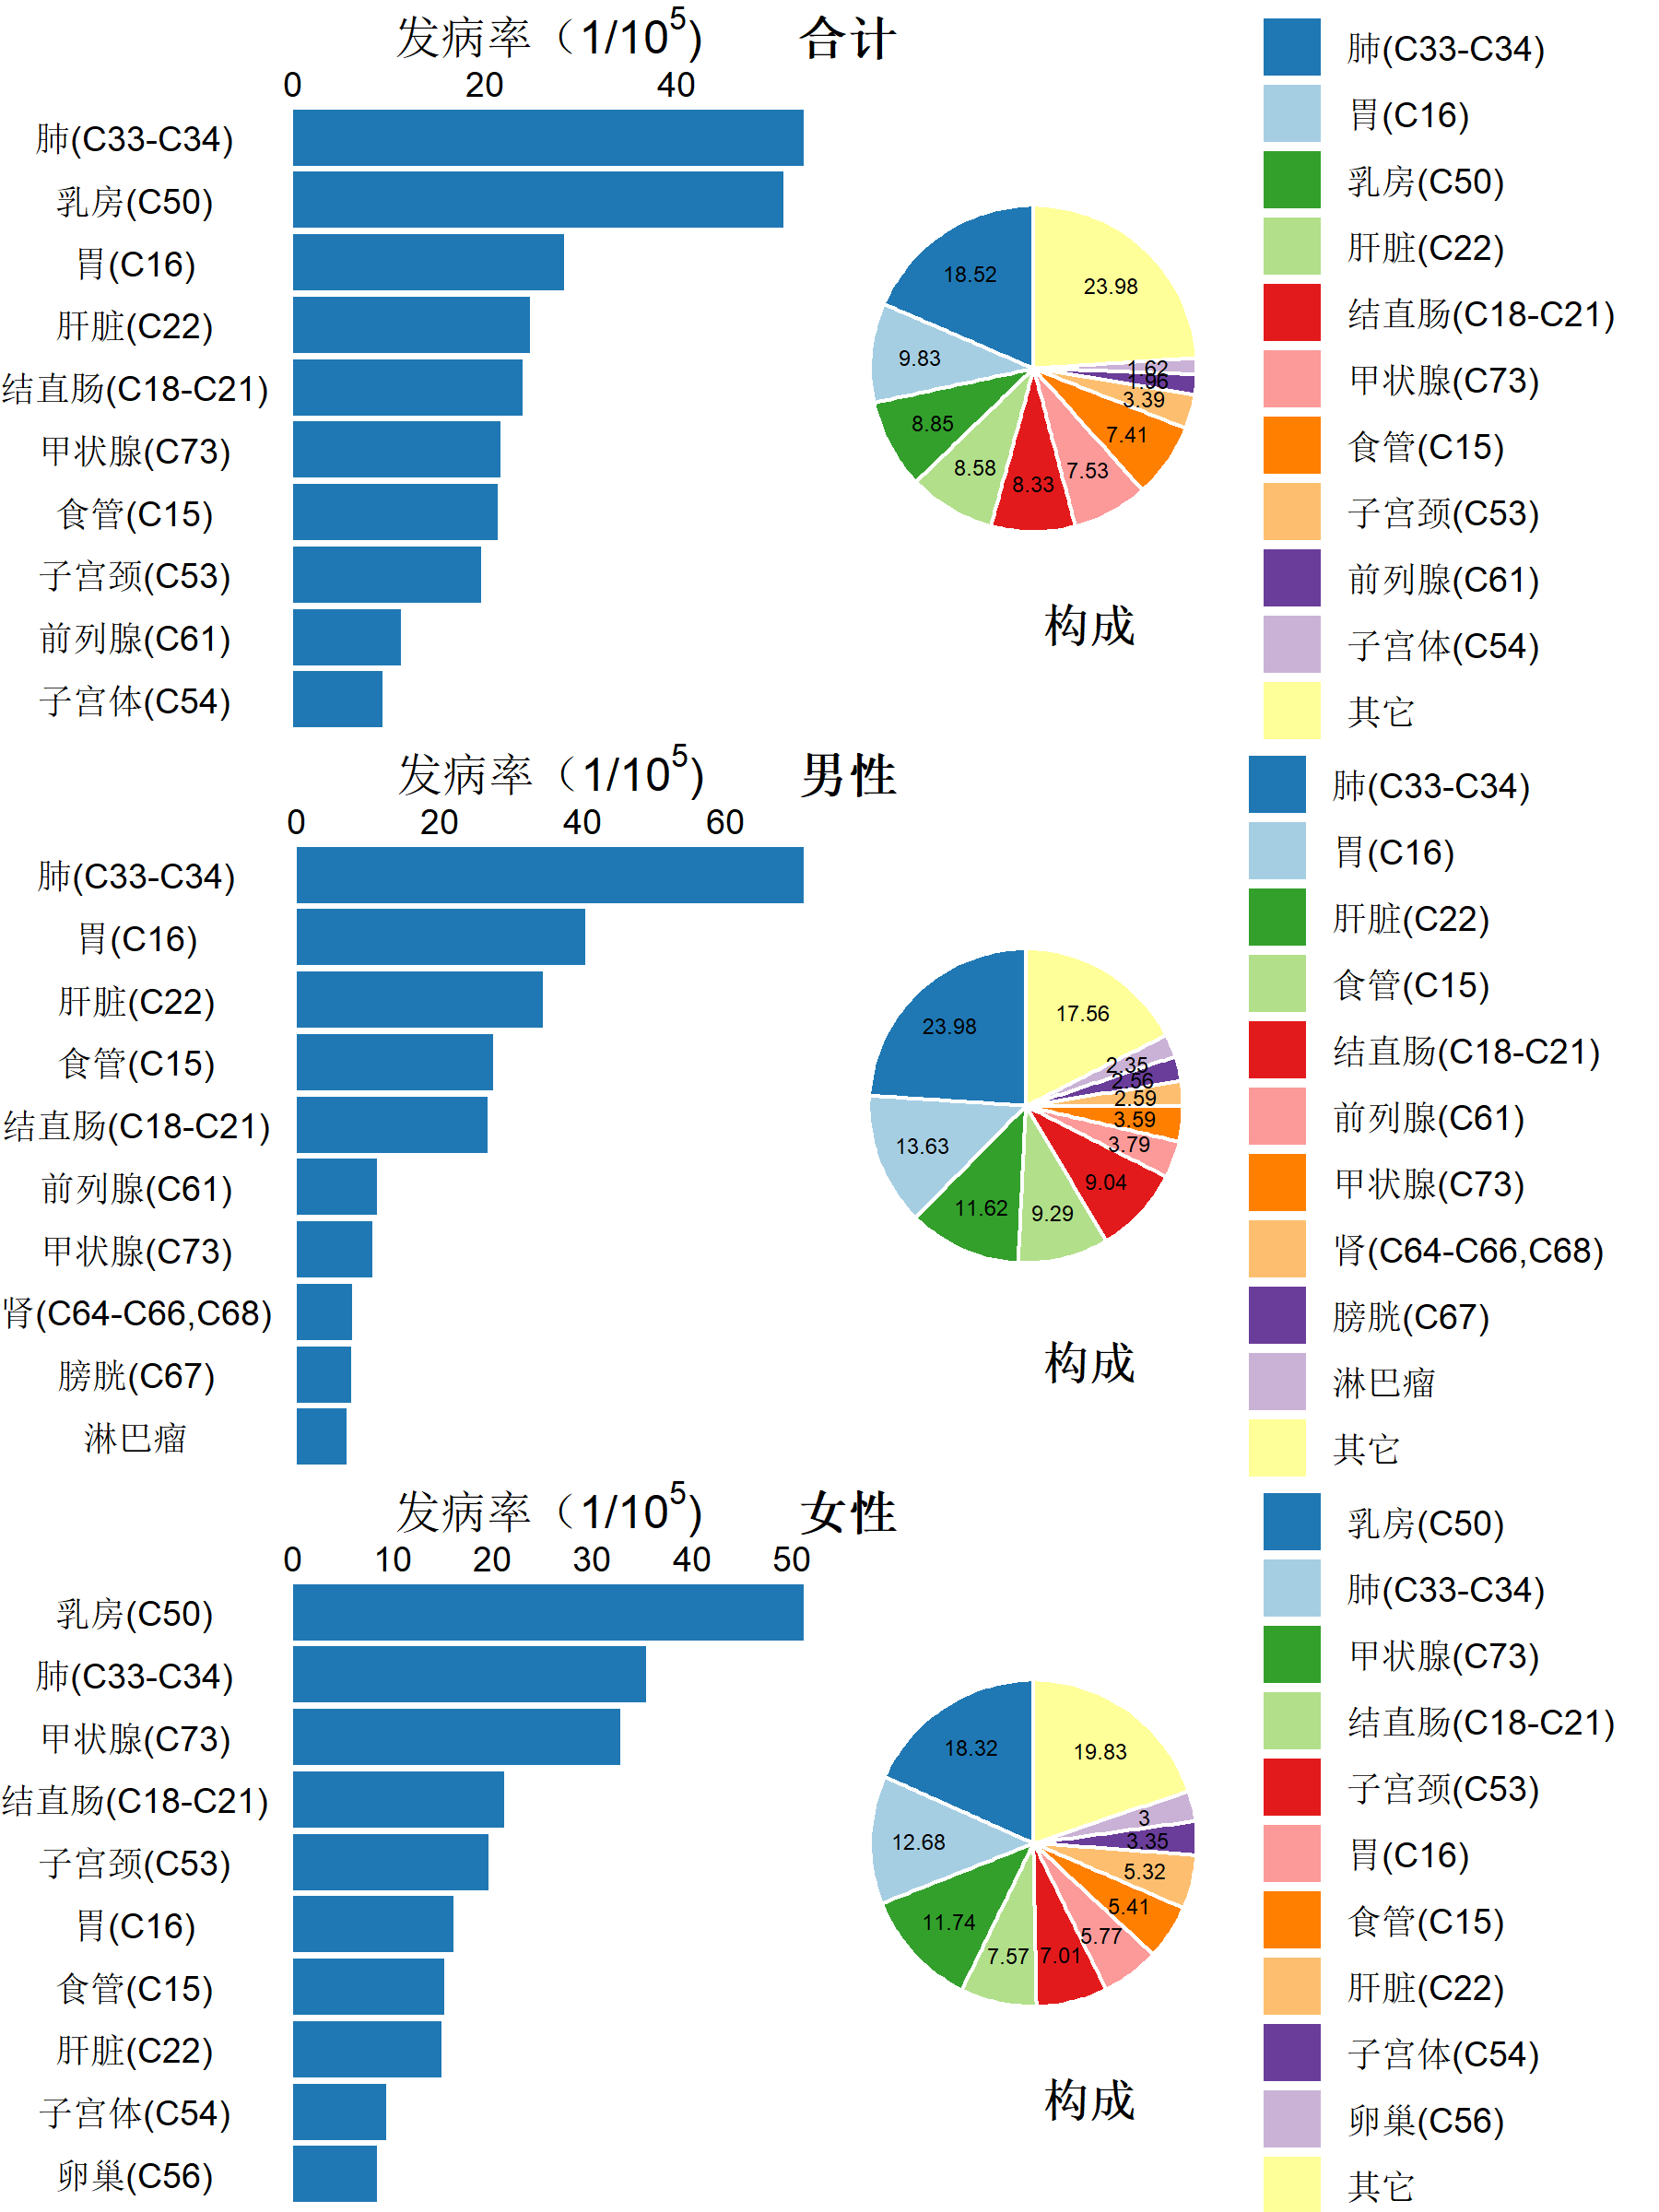 发病率（1/10⁵) 合计
0 20 40
肺(C33-C34)
乳房(C50)
胃(C16)
肝脏(C22)
结直肠(C18-C21)
甲状腺(C73)
食管(C15)
子宫颈(C53)
前列腺(C61)
子宫体(C54)
18.52
23.98
9.83
1.62
1.96
3.39
8.85
7.41
8.58
8.33
7.53
构成
肺(C33-C34)
胃(C16)
乳房(C50)
肝脏(C22)
结直肠(C18-C21)
甲状腺(C73)
食管(C15)
子宫颈(C53)
前列腺(C61)
子宫体(C54)
其它
发病率（1/10⁵) 男性
0 20 40 60
肺(C33-C34)
胃(C16)
肝脏(C22)
食管(C15)
结直肠(C18-C21)
前列腺(C61)
甲状腺(C73)
肾(C64-C66,C68)
膀胱(C67)
淋巴瘤
23.98
17.56
2.35
2.56
2.59
3.59
3.79
13.63
9.04
11.62
9.29
构成
肺(C33-C34)
胃(C16)
肝脏(C22)
食管(C15)
结直肠(C18-C21)
前列腺(C61)
甲状腺(C73)
肾(C64-C66,C68)
膀胱(C67)
淋巴瘤
其它
发病率（1/10⁵) 女性
0 10 20 30 40 50
乳房(C50)
肺(C33-C34)
甲状腺(C73)
结直肠(C18-C21)
子宫颈(C53)
胃(C16)
食管(C15)
肝脏(C22)
子宫体(C54)
卵巢(C56)
18.32
19.83
3
3.35
12.68
5.32
5.41
11.74
5.77
7.57
7.01
构成
乳房(C50)
肺(C33-C34)
甲状腺(C73)
结直肠(C18-C21)
子宫颈(C53)
胃(C16)
食管(C15)
肝脏(C22)
子宫体(C54)
卵巢(C56)
其它